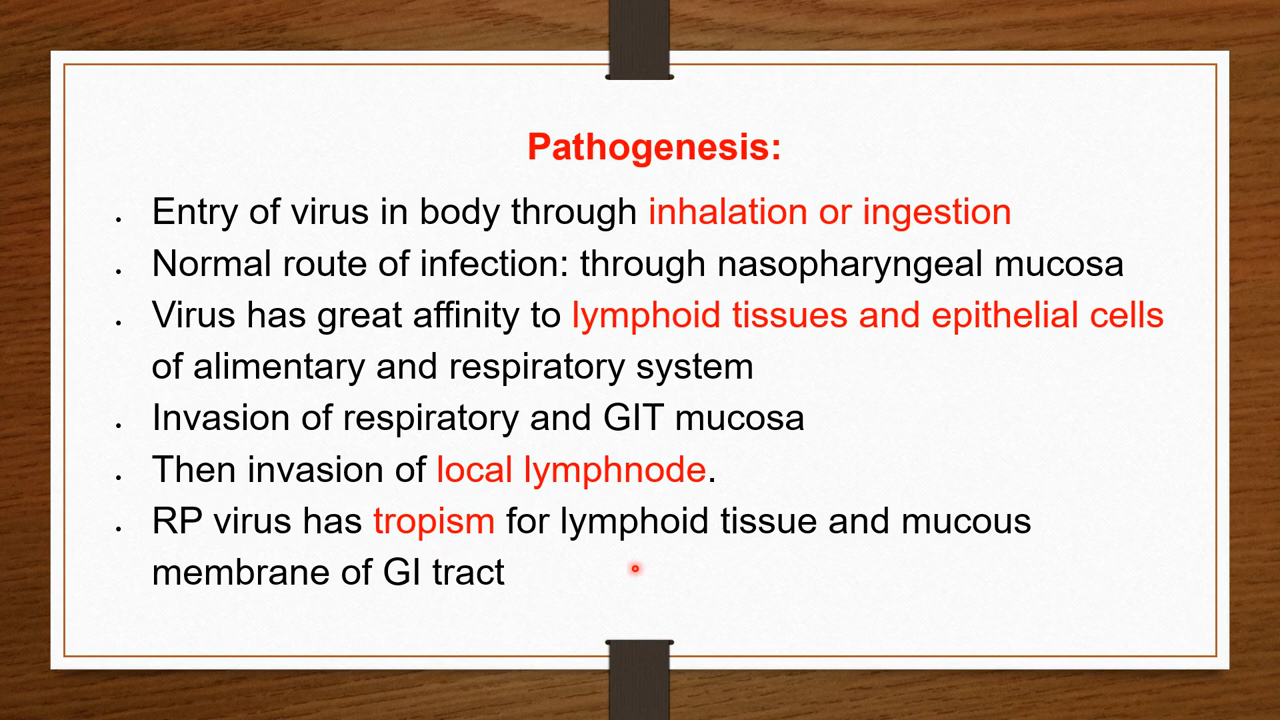 Pathogenesis:
• Entry of virus in body through inhalation or ingestion
• Normal route of infection: through nasopharyngeal mucosa
• Virus has great affinity to lymphoid tissues and epithelial cells
of alimentary and respiratory system
• Invasion of respiratory and GIT mucosa
• Then invasion of local lymphnode.
• RP virus has tropism for lymphoid tissue and mucous
membrane of GI tract